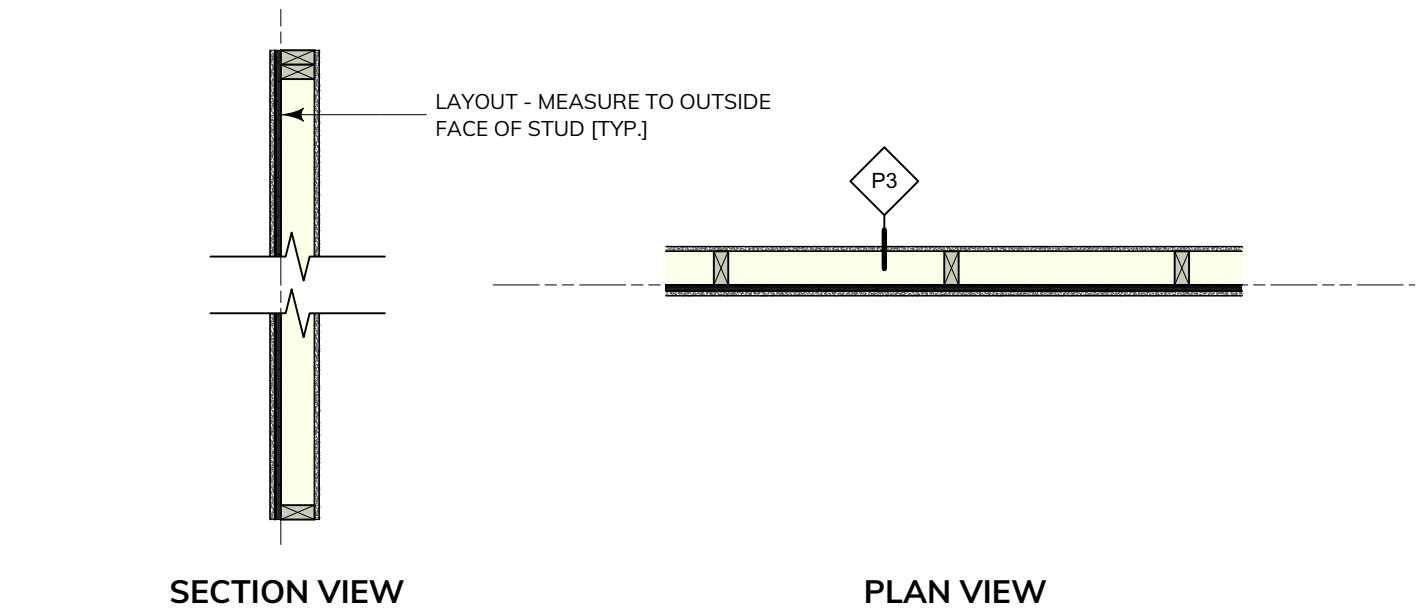 LAYOUT - MEASURE TO OUTSIDE
FACE OF STUD [TYP.]
P3
SECTION VIEW
PLAN VIEW